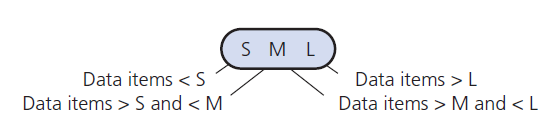 S M L
Data items < S
Data items > L
Data items > S and < M
Data items > M and < L